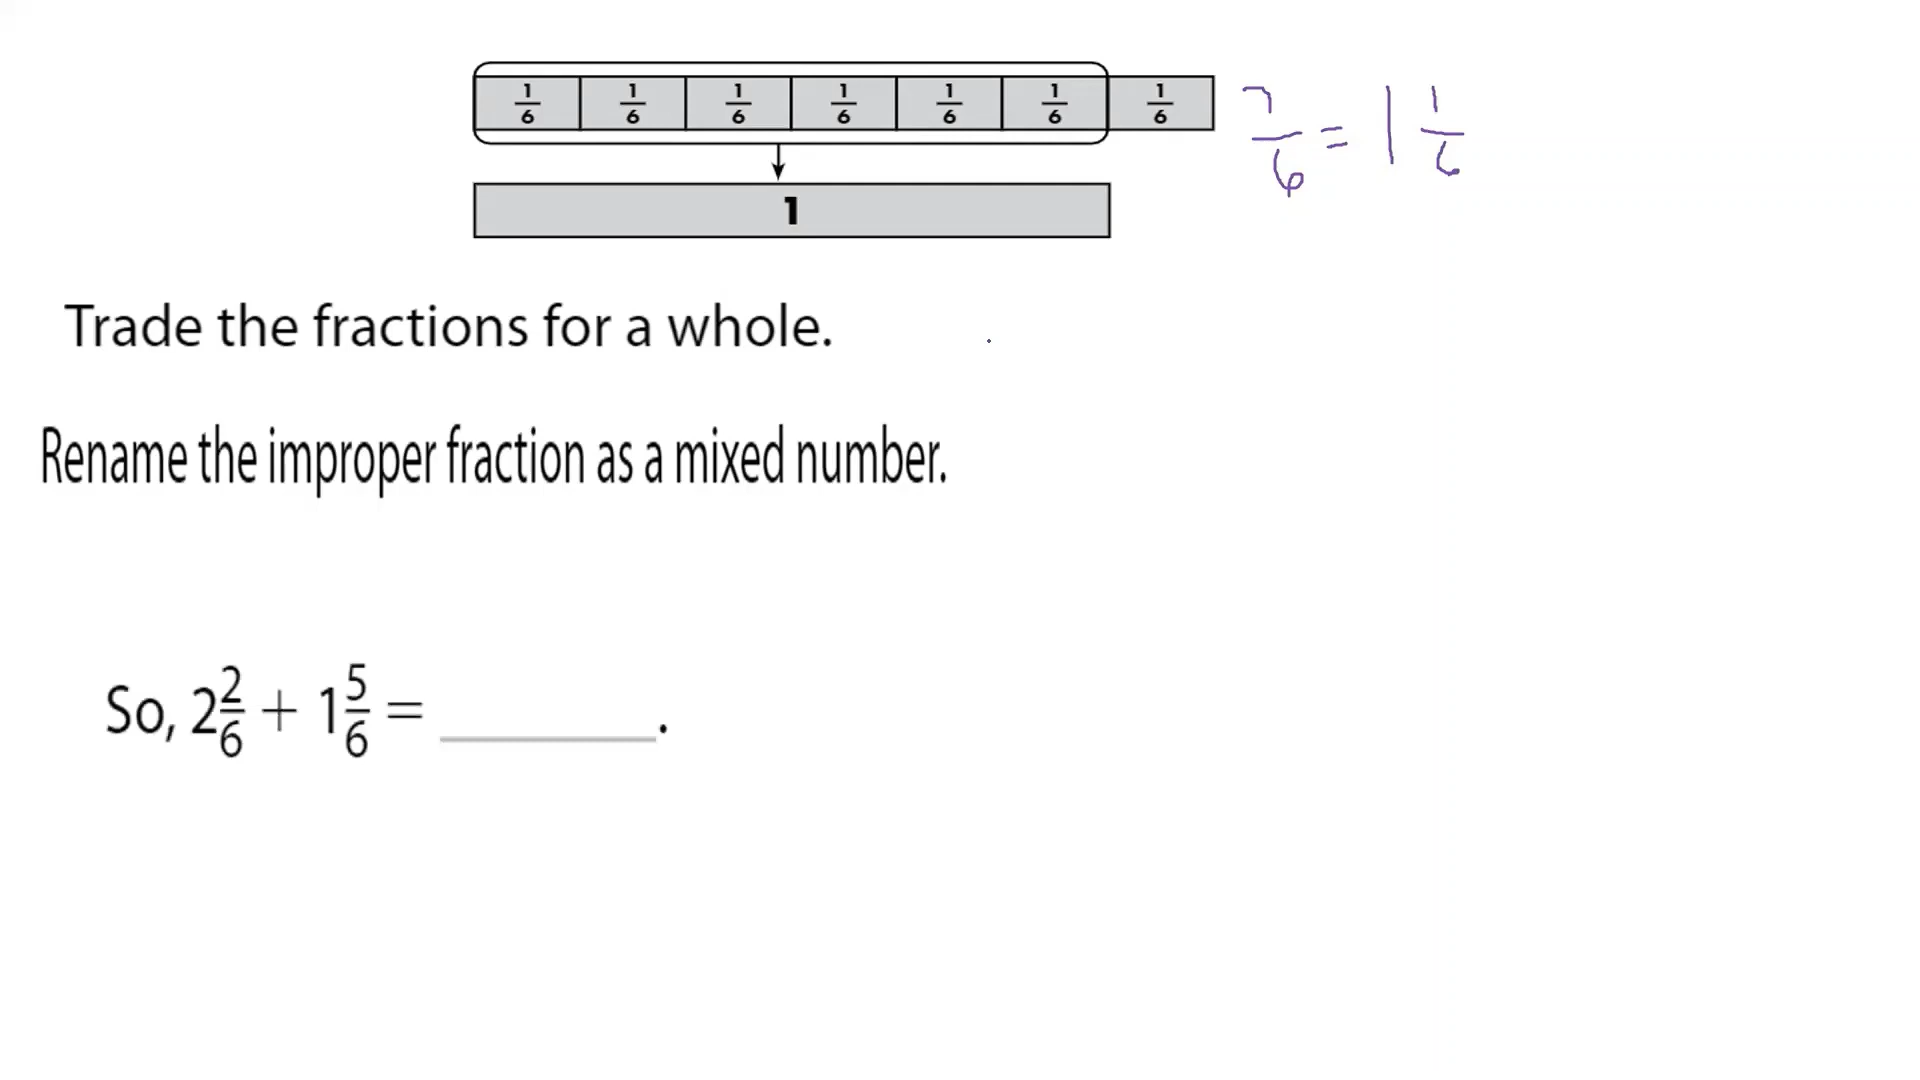 1/6 1/6 1/6 1/6 1/6 1/6 1/6 7/6 = 1 1/6
1
Trade the fractions for a whole.
Rename the improper fraction as a mixed number.
So, 2 2/6 + 1 5/6 = ________.